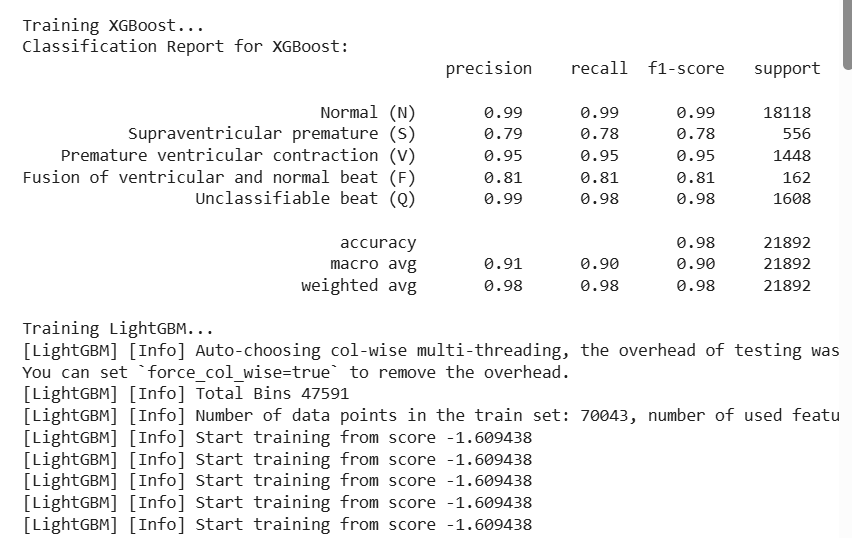 Training XGBoost...
Classification Report for XGBoost:
precision recall f1-score support
Normal (N) 0.99 0.99 0.99 18118
Supraventricular premature (S) 0.79 0.78 0.78 556
Premature ventricular contraction (V) 0.95 0.95 0.95 1448
Fusion of ventricular and normal beat (F) 0.81 0.81 0.81 162
Unclassifiable beat (Q) 0.99 0.98 0.98 1608
accuracy 0.98 21892
macro avg 0.91 0.90 0.90 21892
weighted avg 0.98 0.98 0.98 21892
Training LightGBM...
[LightGBM] [Info] Auto-choosing col-wise multi-threading, the overhead of testing was
You can set `force_col_wise=true` to remove the overhead.
[LightGBM] [Info] Total Bins 47591
[LightGBM] [Info] Number of data points in the train set: 70043, number of used featu
[LightGBM] [Info] Start training from score -1.609438
[LightGBM] [Info] Start training from score -1.609438
[LightGBM] [Info] Start training from score -1.609438
[LightGBM] [Info] Start training from score -1.609438
[LightGBM] [Info] Start training from score -1.609438